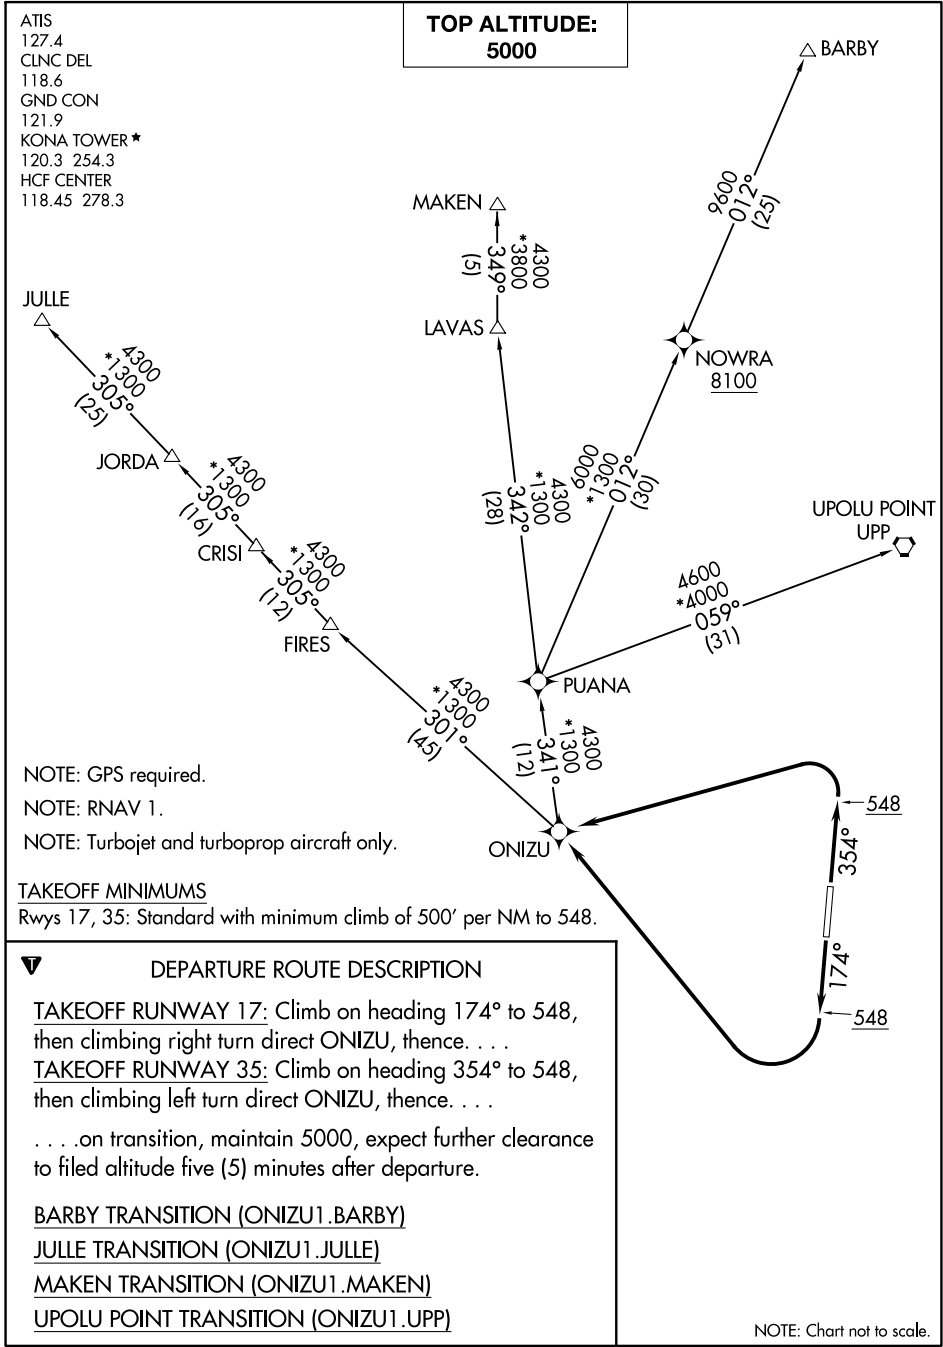 ATIS
127.4
CLNC DEL
118.6
GND CON
121.9
KONA TOWER★
120.3 254.3
HCF CENTER
118.45 278.3
TOP ALTITUDE:
5000
BARBY
9600
012°
(25)
MAKEN
4300
*3800
349°
(5)
LAVAS
JULLE
4300
*1300
305°
(25)
JORDA
4300
*1300
305°
(16)
CRISI
4300
*1300
305°
(12)
FIRES
4300
*1300
301°
(45)
4300
*1300
342°
(28)
6000
*1300
012°
(30)
NOWRA
8100
UPOLU POINT
UPP
4600
*4000
059°
(31)
PUANA
4300
*1300
341°
(12)
ONIZU
548
354°
174°
548
NOTE: GPS required.
NOTE: RNAV 1.
NOTE: Turbojet and turboprop aircraft only.
TAKEOFF MINIMUMS
Rwys 17, 35: Standard with minimum climb of 500' per NM to 548.
T
DEPARTURE ROUTE DESCRIPTION
TAKEOFF RUNWAY 17: Climb on heading 174° to 548,
then climbing right turn direct ONIZU, thence. . . .
TAKEOFF RUNWAY 35: Climb on heading 354° to 548,
then climbing left turn direct ONIZU, thence. . . .
. . . .on transition, maintain 5000, expect further clearance
to filed altitude five (5) minutes after departure.
BARBY TRANSITION (ONIZU1.BARBY)
JULLE TRANSITION (ONIZU1.JULLE)
MAKEN TRANSITION (ONIZU1.MAKEN)
UPOLU POINT TRANSITION (ONIZU1.UPP)
NOTE: Chart not to scale.